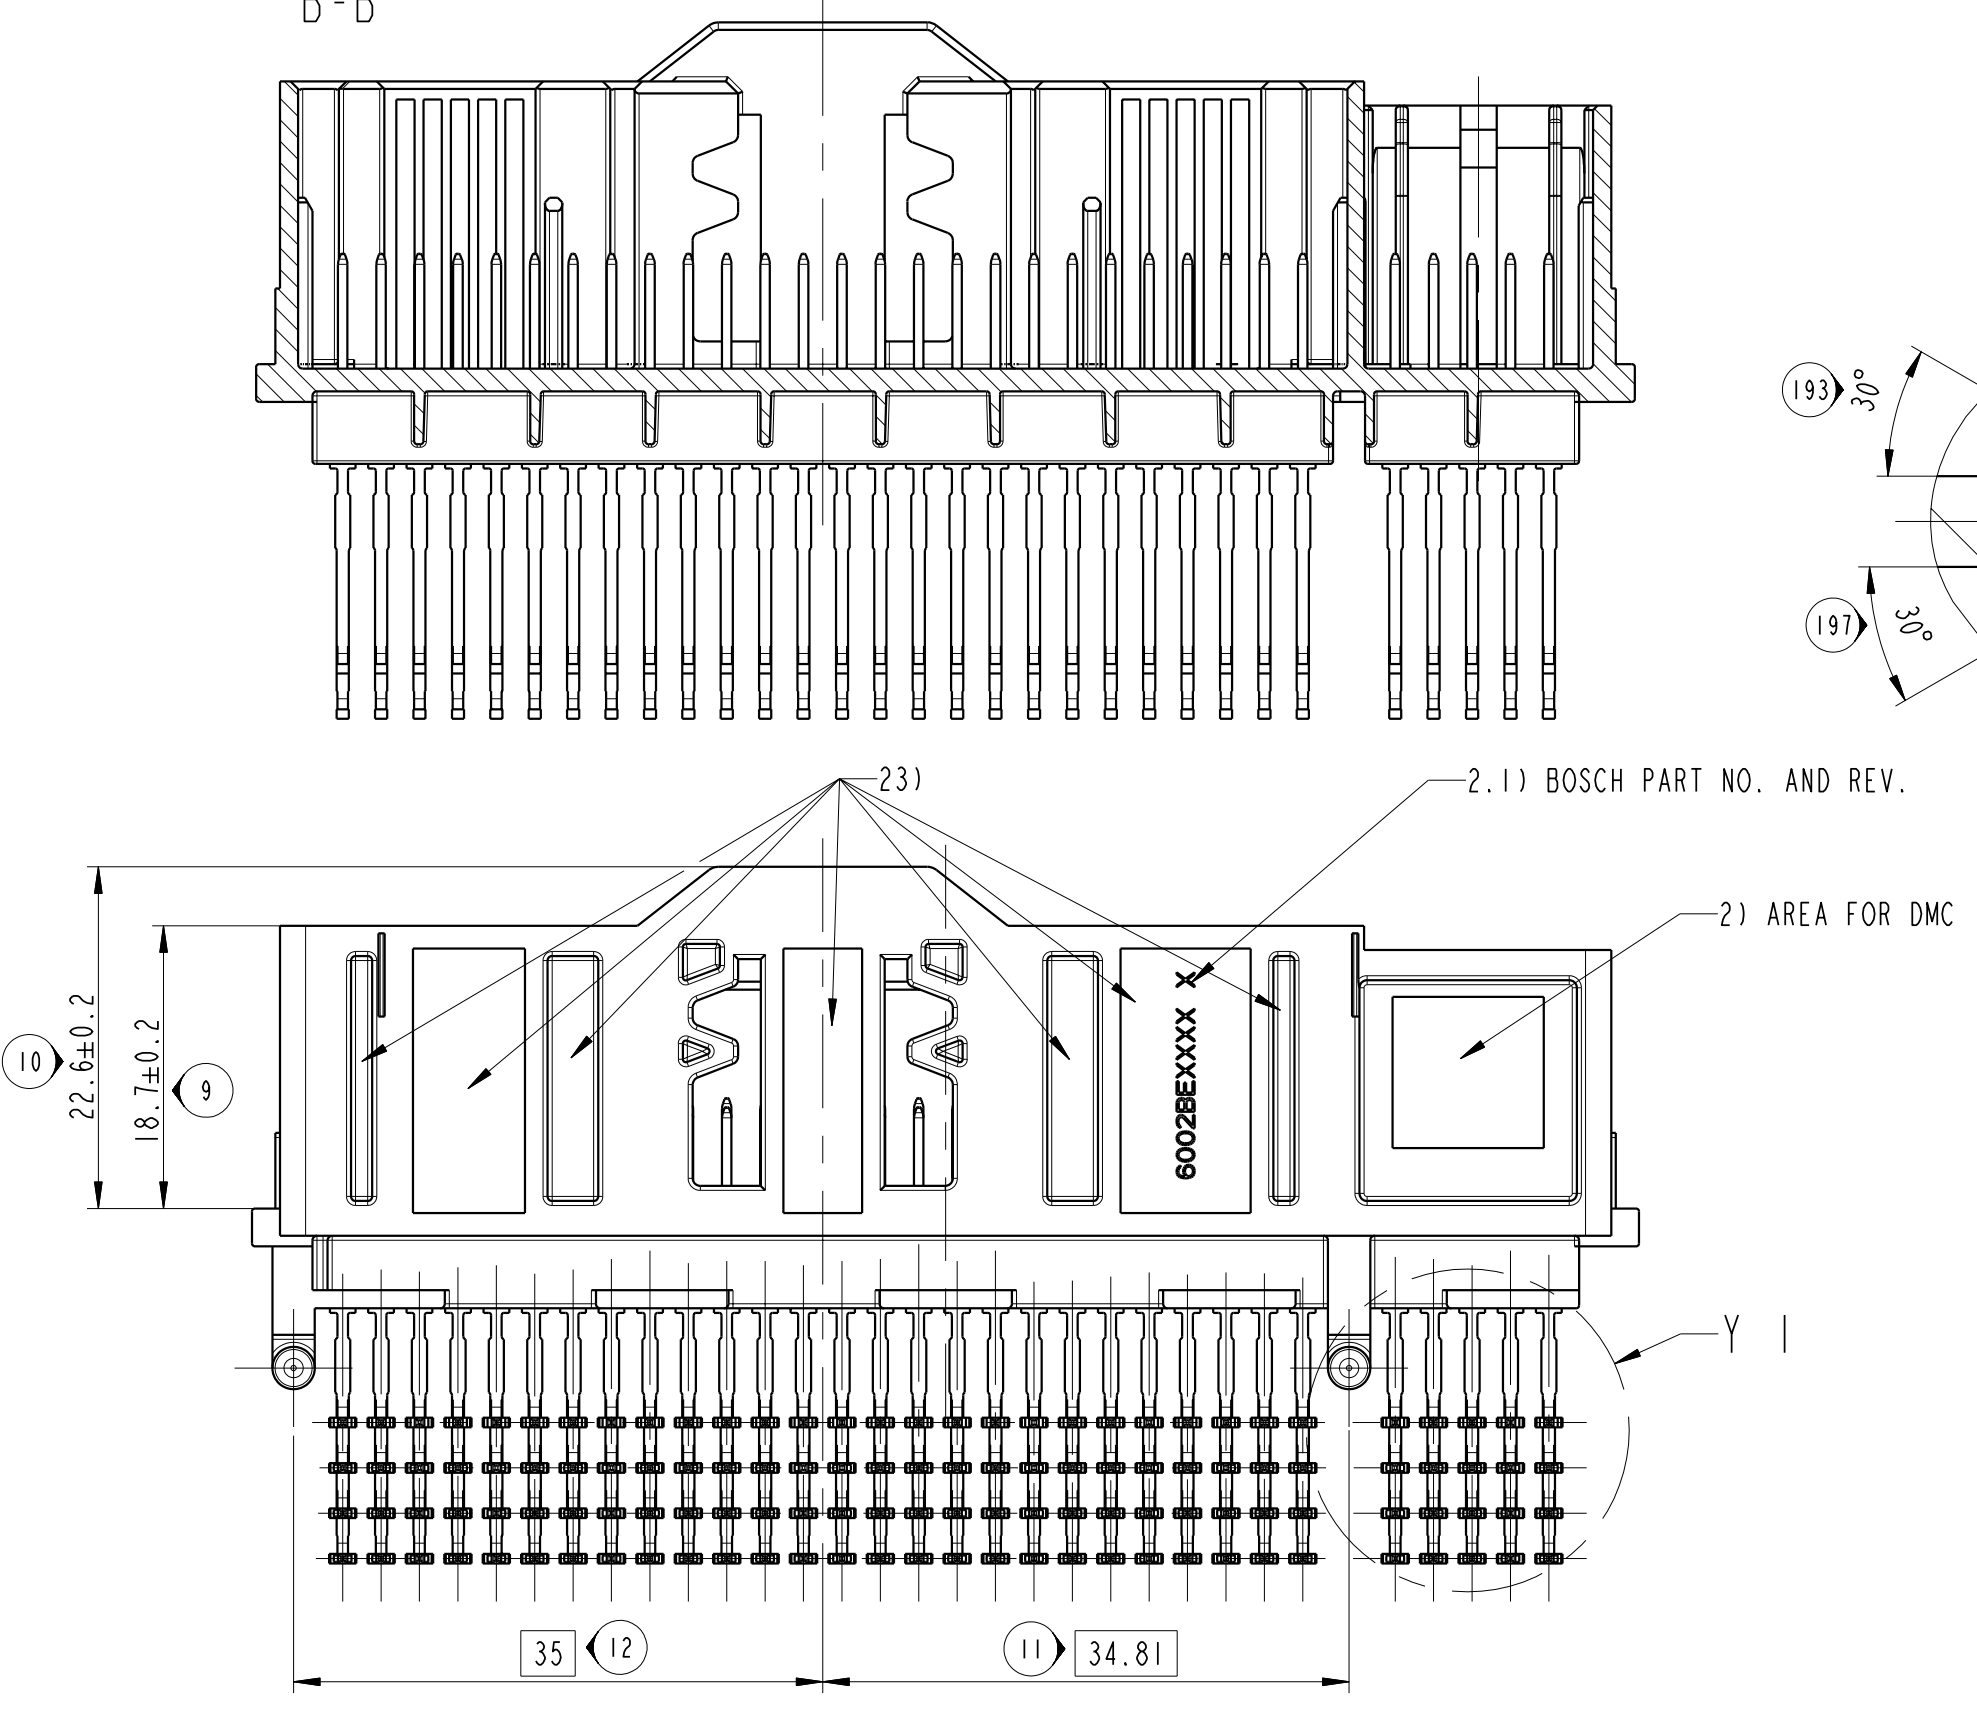 B-B
193
30°
197
30°
23)
2.1) BOSCH PART NO. AND REV.
2) AREA FOR DMC
10
22.6±0.2
18.7±0.2
9
6002BEXXXX X
Y 1
35
12
11
34.81